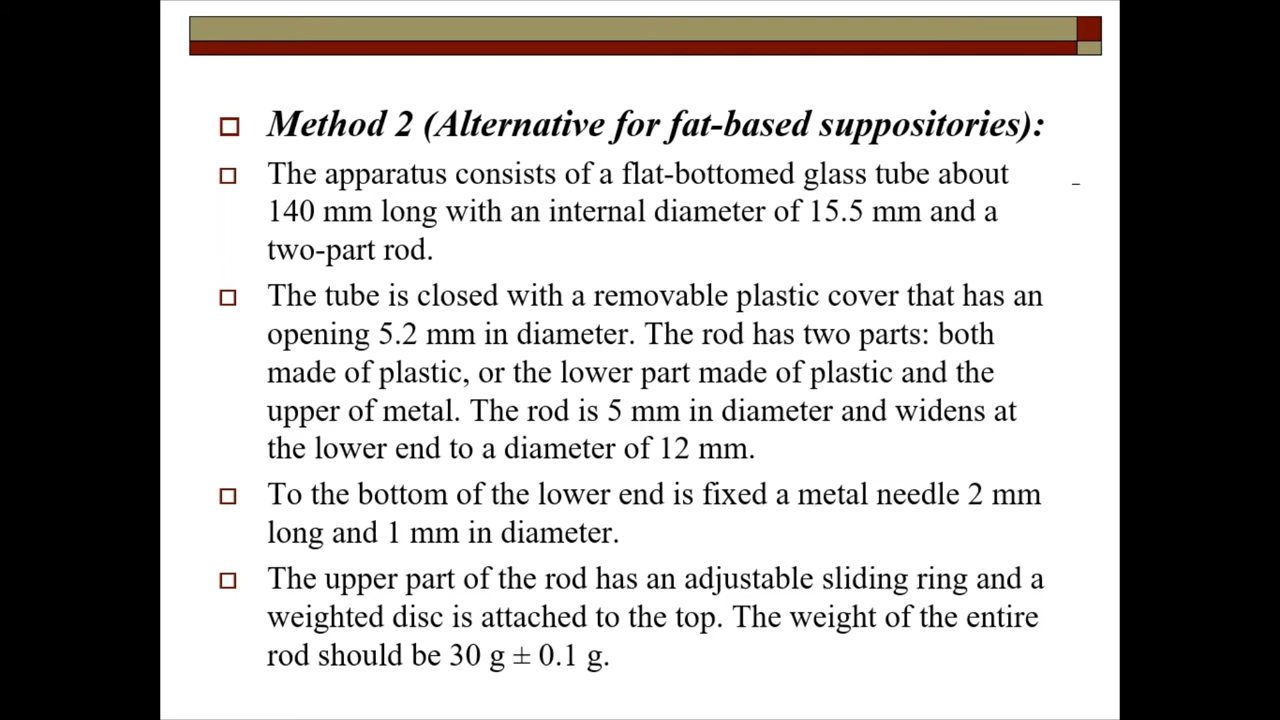 Method 2 (Alternative for fat-based suppositories):
The apparatus consists of a flat-bottomed glass tube about
140 mm long with an internal diameter of 15.5 mm and a
two-part rod.
The tube is closed with a removable plastic cover that has an
opening 5.2 mm in diameter. The rod has two parts: both
made of plastic, or the lower part made of plastic and the
upper of metal. The rod is 5 mm in diameter and widens at
the lower end to a diameter of 12 mm.
To the bottom of the lower end is fixed a metal needle 2 mm
long and 1 mm in diameter.
The upper part of the rod has an adjustable sliding ring and a
weighted disc is attached to the top. The weight of the entire
rod should be 30 g ± 0.1 g.